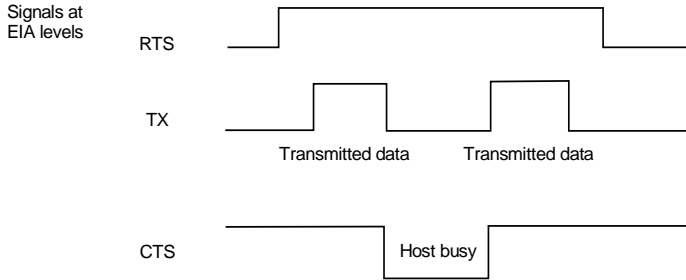 Signals at
EIA levels
RTS
TX
Transmitted data Transmitted data
CTS
Host busy